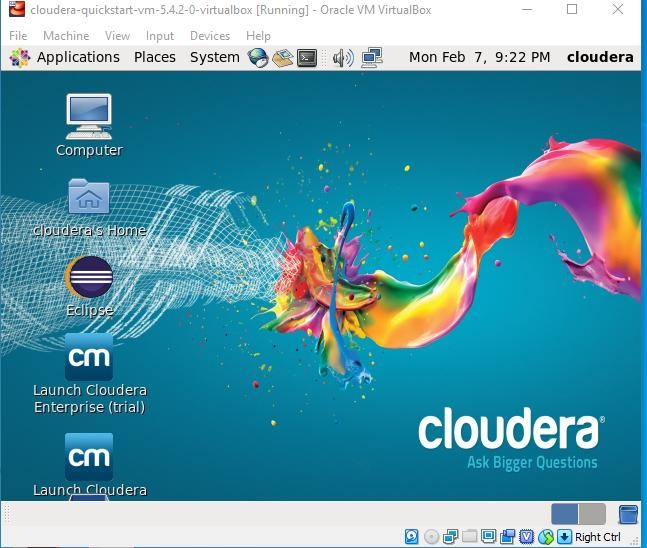 cloudera-quickstart-vm-5.4.2-0-virtualbox [Running] - Oracle VM VirtualBox
File Machine View Input Devices Help
Applications Places System Mon Feb 7, 9:22 PM cloudera
Computer
cloudera's Home
Eclipse
cm
Launch Cloudera
Enterprise (trial)
cm
Launch Cloudera
cloudera®
Ask Bigger Questions
Right Ctrl